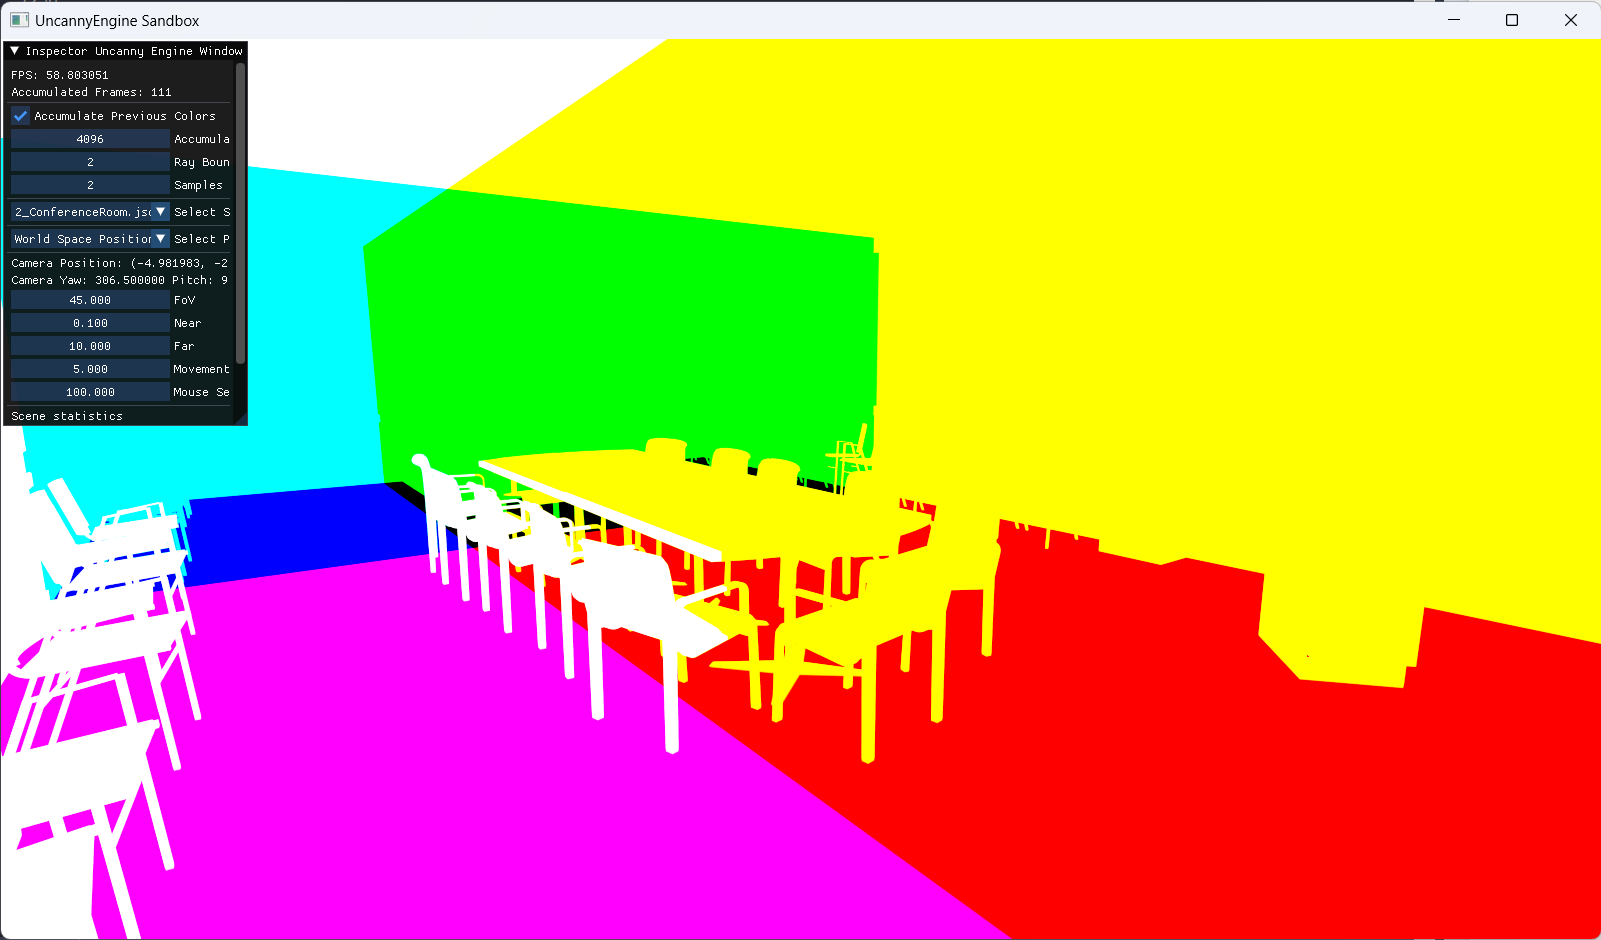 UncannyEngine Sandbox
Inspector Uncanny Engine Window
FPS: 58.803051
Accumulated Frames: 111
Accumulate Previous Colors
4096 Accumula
2 Ray Boun
2 Samples
2_ConferenceRoom.jso Select S
World Space Position Select P
Camera Position: (-4.981983, -2
Camera Yaw: 306.500000 Pitch: 9
45.000 FoV
0.100 Near
10.000 Far
5.000 Movement
100.000 Mouse Se
Scene statistics